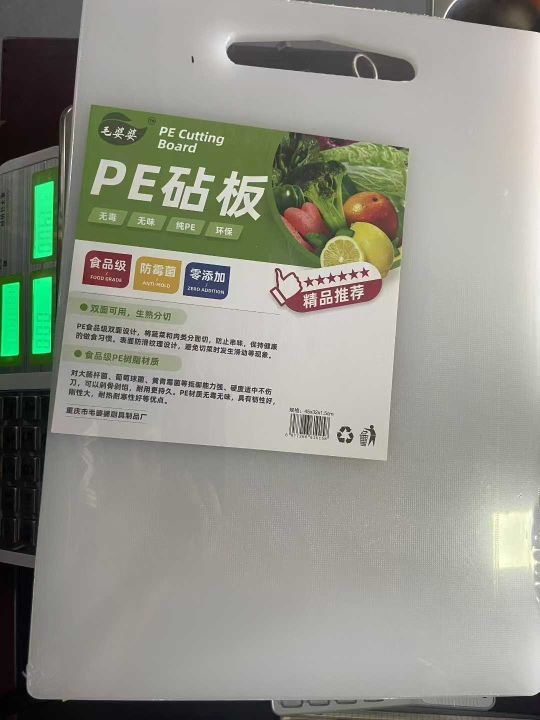 毛婆婆
TM
PE Cutting
Board
PE砧板
无毒 无味 纯PE 环保
食品级 防霉菌 零添加
FOOD GRADE ANTI-MOLD ZERO ADDITION
精品推荐
双面可用，生熟分切
PE食品级双面设计，将蔬菜和肉类分面切，防止串味，保持健康
的做食习惯。表面防滑纹理设计，避免切菜时发生滑动等现象。
食品级PE树脂材质
对大肠杆菌、葡萄球菌、黄青霉菌等抵御能力强、硬度适中不伤
刀，可以剁骨剁馅，耐用更持久。PE材质无毒无味，具有韧性好，
刚性大，耐热耐寒性好等优点。
重庆市毛婆婆厨具制品厂
规格：46x32x1.5cm